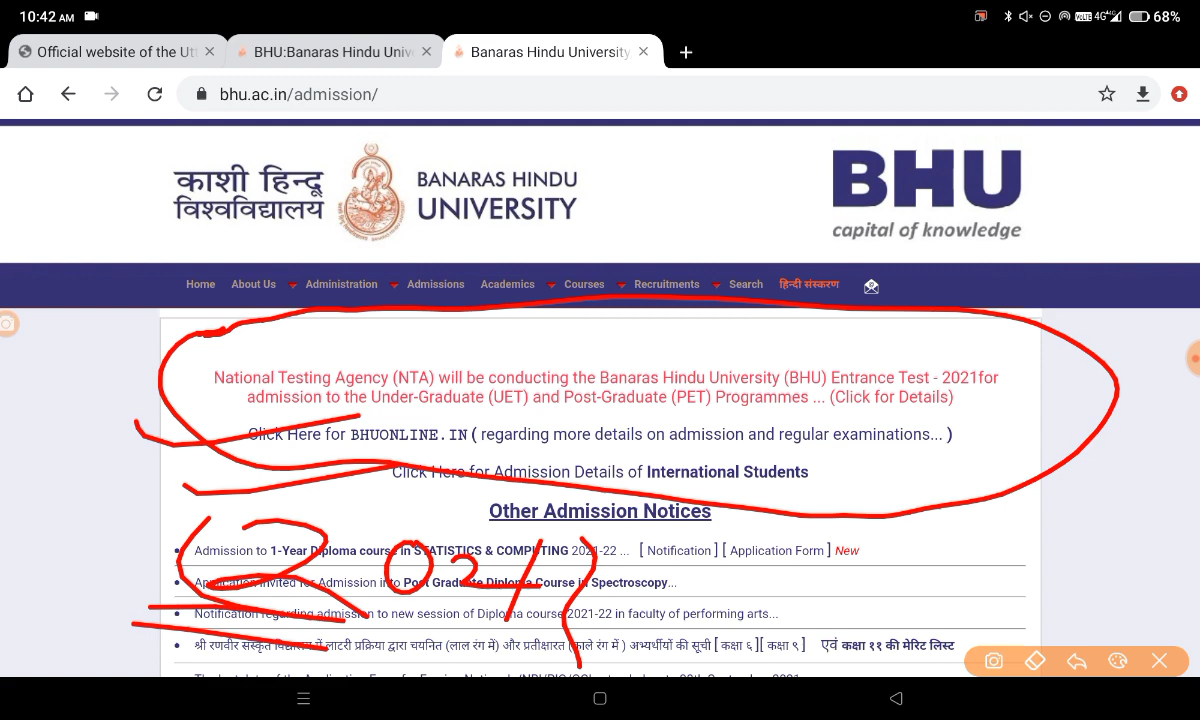 10:42 AM
4G 68%
Official website of the Ut
BHU:Banaras Hindu Unive
Banaras Hindu University,
bhu.ac.in/admission/
काशी हिन्दू
विश्वविद्यालय
BANARAS HINDU
UNIVERSITY
BHU
capital of knowledge
Home About Us Administration Admissions Academics Courses Recruitments Search हिन्दी संस्करण
National Testing Agency (NTA) will be conducting the Banaras Hindu University (BHU) Entrance Test - 2021for
admission to the Under-Graduate (UET) and Post-Graduate (PET) Programmes ... (Click for Details)
Click Here for BHUONLINE.IN ( regarding more details on admission and regular examinations... )
Click Here for Admission Details of International Students
Other Admission Notices
Admission to 1-Year Diploma course in STATISTICS & COMPUTING 2021-22 ... [ Notification ] [ Application Form ] New
Application invited for Admission into Post Graduate Diploma Course in Spectroscopy...
Notification regarding admission to new session of Diploma course 2021-22 in faculty of performing arts...
श्री रणवीर संस्कृत विद्यालय में लाटरी प्रक्रिया द्वारा चयनित (लाल रंग में) और प्रतीक्षारत (काले रंग में ) अभ्यर्थीयों की सूची [ कक्षा ६ ][ कक्षा ९ ] एवं कक्षा ११ की मेरिट लिस्ट